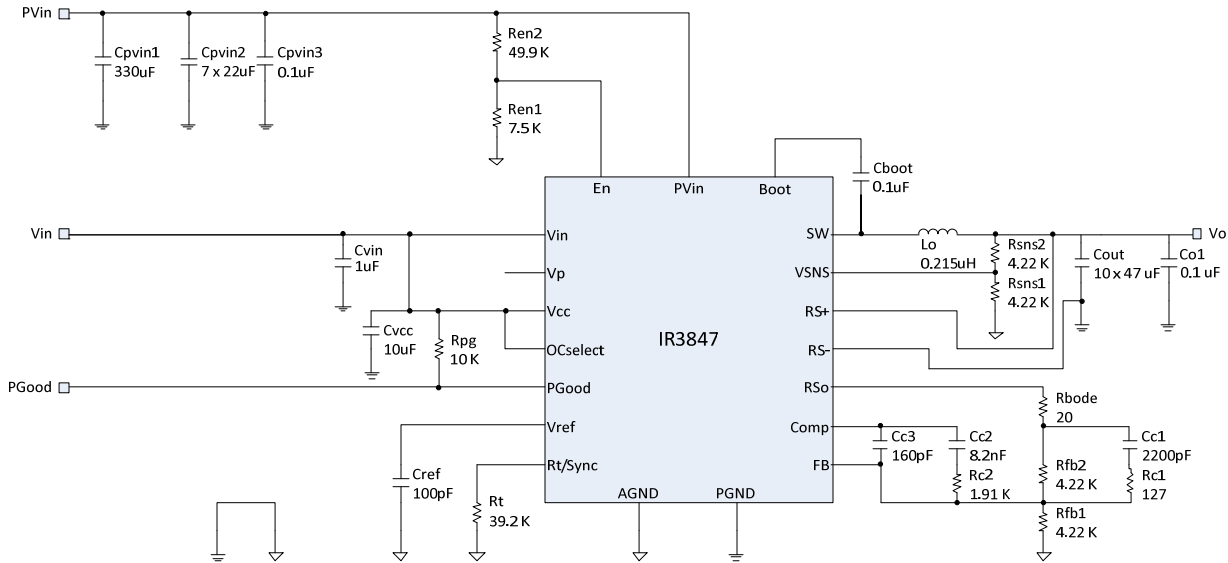 PVin
Cpvin1
330uF
Cpvin2
7 x 22uF
Cpvin3
0.1uF
Ren2
49.9 K
Ren1
7.5 K
Cboot
0.1uF
En
PVin
Boot
Vin
Cvin
1uF
Vin
Vp
Vcc
OCselect
PGood
Vref
Rt/Sync
AGND
PGND
IR3847
SW
VSNS
RS+
RS-
RSo
Comp
FB
Lo
0.215uH
Rsns2
4.22 K
Rsns1
4.22 K
Cout
10 x 47 uF
Co1
0.1 uF
Vo
Cvcc
10uF
Rpg
10 K
PGood
Cref
100pF
Rt
39.2 K
Rbode
20
Cc3
160pF
Cc2
8.2nF
Rc2
1.91 K
Rfb2
4.22 K
Cc1
2200pF
Rc1
127
Rfb1
4.22 K